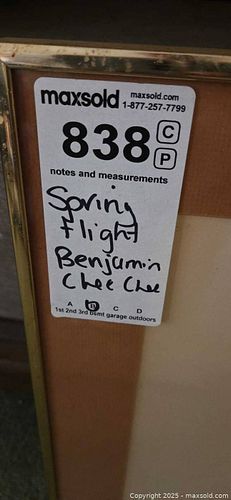 maxsold maxsold.com
1-877-257-7799
838 C
P
notes and measurements
Spring
flight
Benjamin
Chee Chee
A B C D
1st 2nd 3rd bsmt garage outdoors
Copyright 2025 - maxsold.com